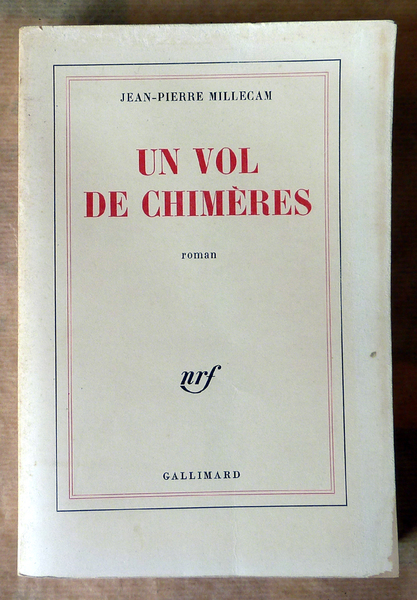 JEAN-PIERRE MILLECAM
UN VOL
DE CHIMÈRES
roman
nrf
GALLIMARD